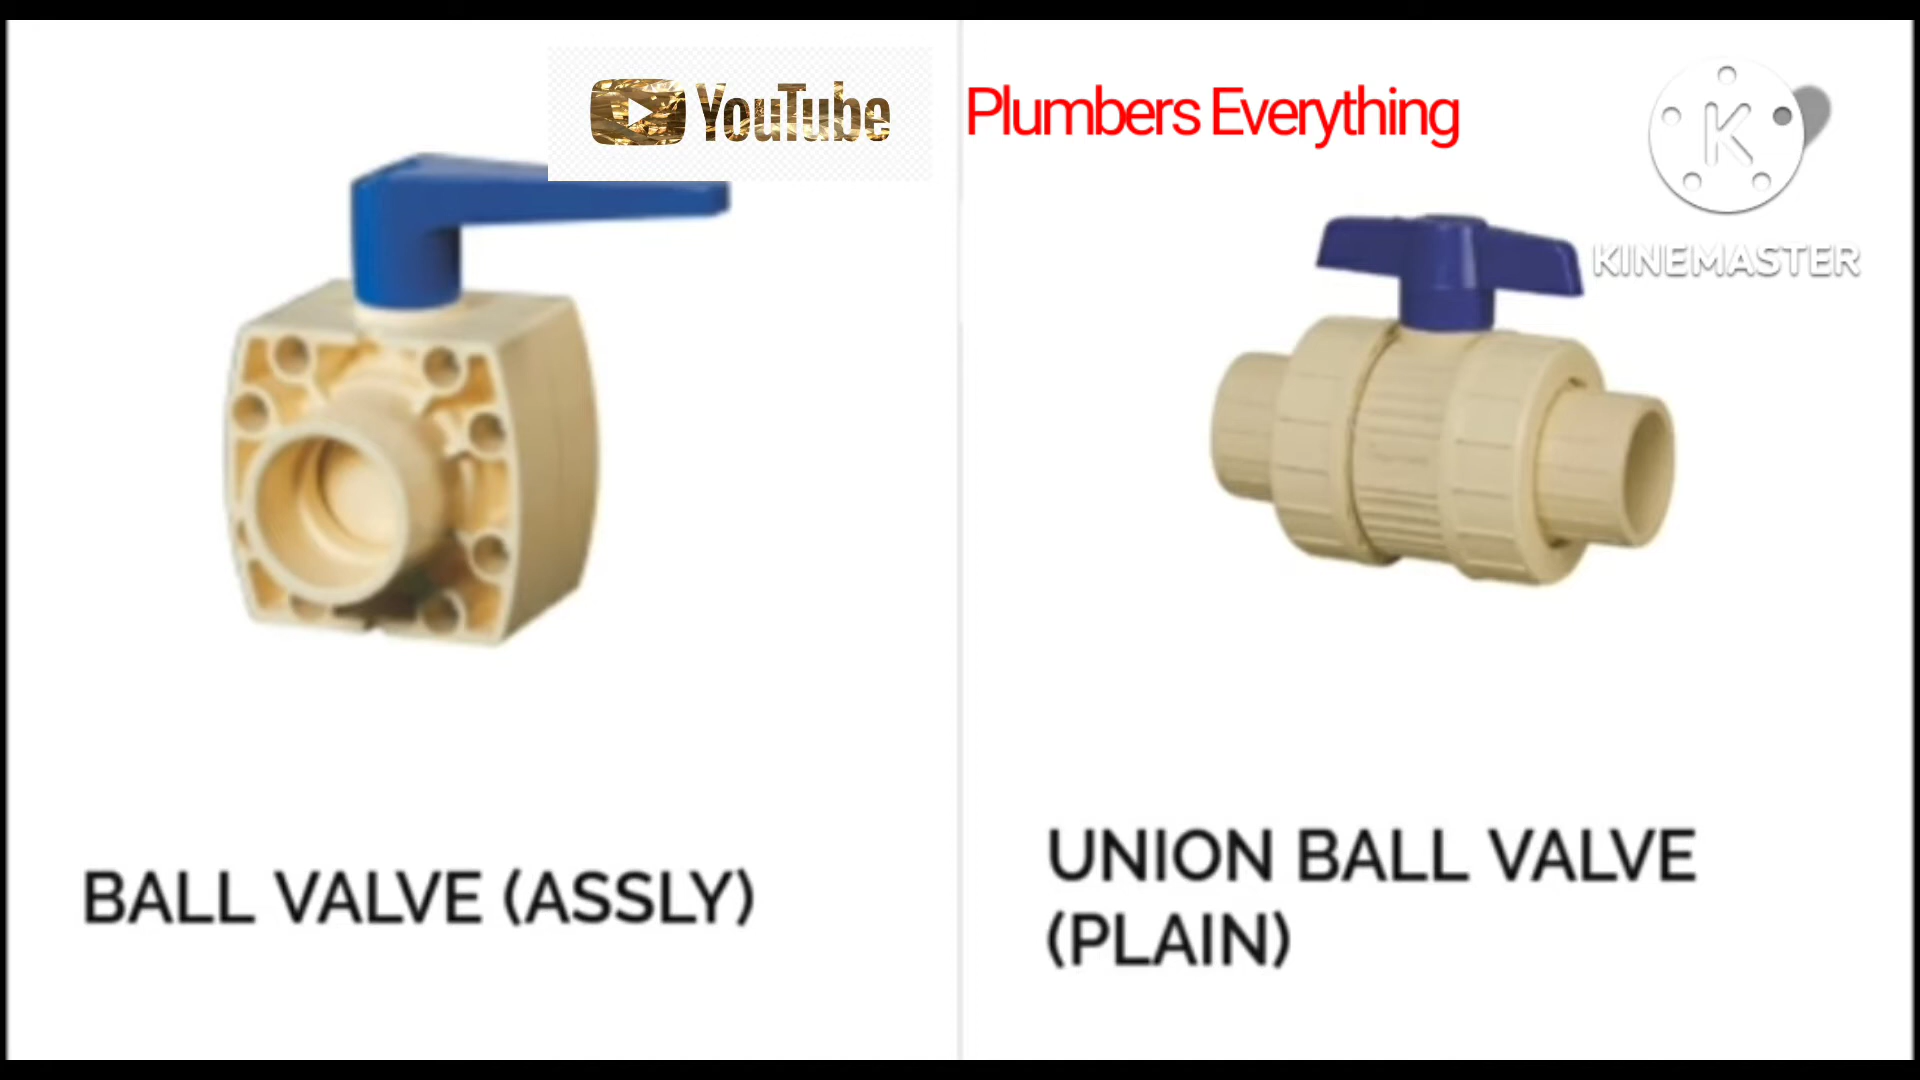 YouTube
Plumbers Everything
K
KINEMASTER
BALL VALVE (ASSLY)
UNION BALL VALVE
(PLAIN)